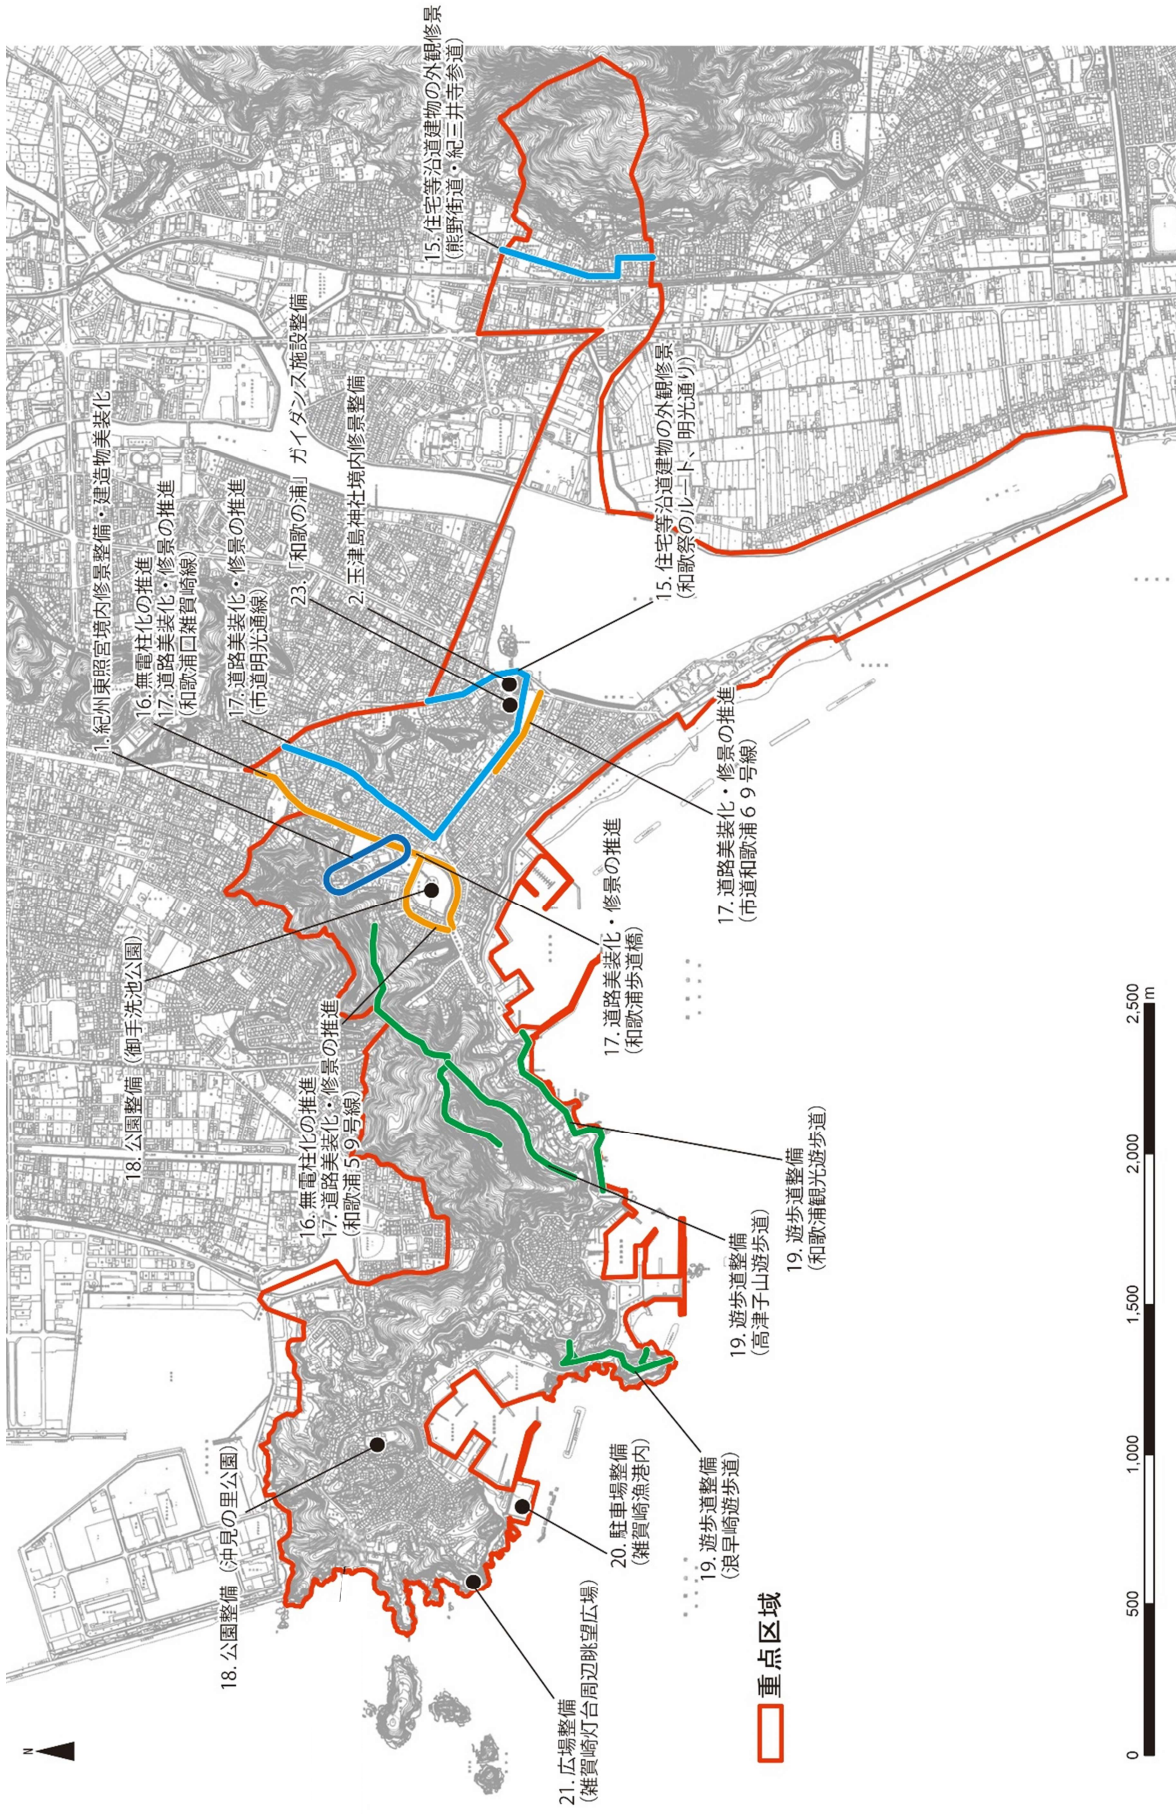 1. 紀州東照宮境内修景整備・建造物美装化
16. 無電柱化の推進
17. 道路美装化・修景の推進
（和歌浦口雑賀崎線）
17. 道路美装化・修景の推進
（市道明光通線）
23. 「和歌の浦」 ガイダンス施設整備
2. 玉津島神社境内修景整備
15. 住宅等沿道建物の外観修景
（熊野街道・紀三井寺参道）
15. 住宅等沿道建物の外観修景
（和歌祭のルート、明光通り）
17. 道路美装化・修景の推進
（市道和歌浦６９号線）
17. 道路美装化・修景の推進
（和歌浦歩道橋）
18. 公園整備（御手洗池公園）
16. 無電柱化の推進
17. 道路美装化・修景の推進
（和歌浦５９号線）
19. 遊歩道整備
（和歌浦観光遊歩道）
19. 遊歩道整備
（高津子山遊歩道）
19. 遊歩道整備
（浪早崎遊歩道）
20. 駐車場整備
（雑賀崎漁港内）
18. 公園整備（沖見の里公園）
21. 広場整備
（雑賀崎灯台周辺眺望広場）
重点区域
N
0 500 1,000 1,500 2,000 2,500
m